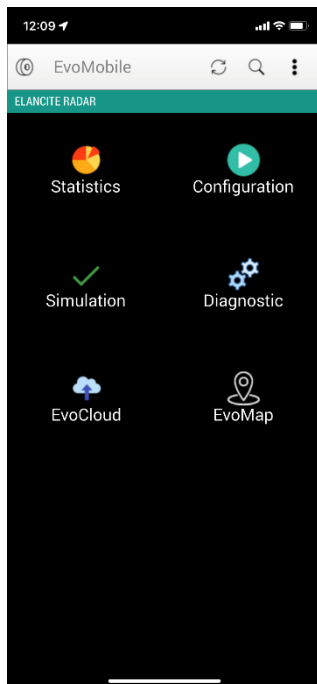 12:09
EvoMobile
ELANCITE RADAR
Statistics Configuration
Simulation Diagnostic
EvoCloud EvoMap